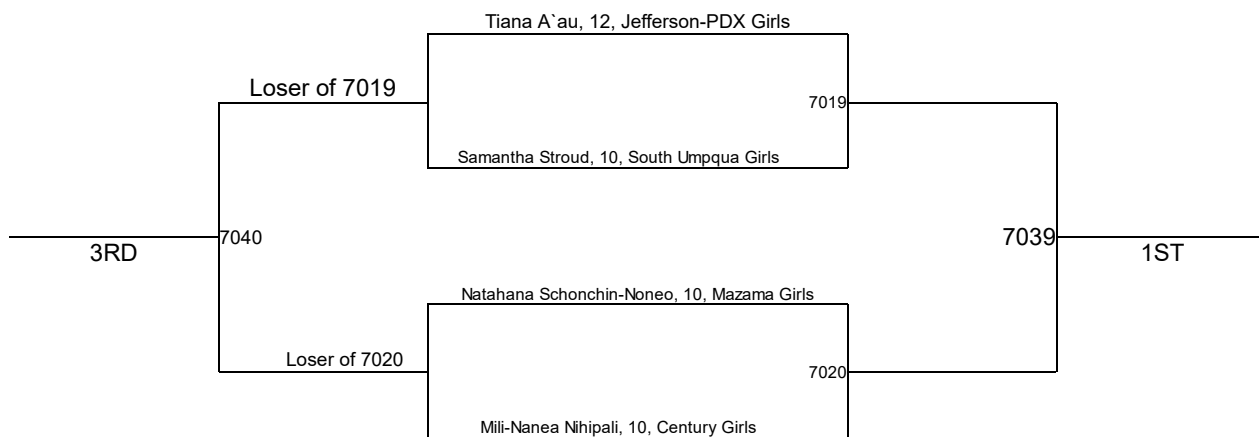 Tiana A`au, 12, Jefferson-PDX Girls
Loser of 7019
7019
Samantha Stroud, 10, South Umpqua Girls
7040
3RD
7039
1ST
Natahana Schonchin-Noneo, 10, Mazama Girls
Loser of 7020
7020
Mili-Nanea Nihipali, 10, Century Girls